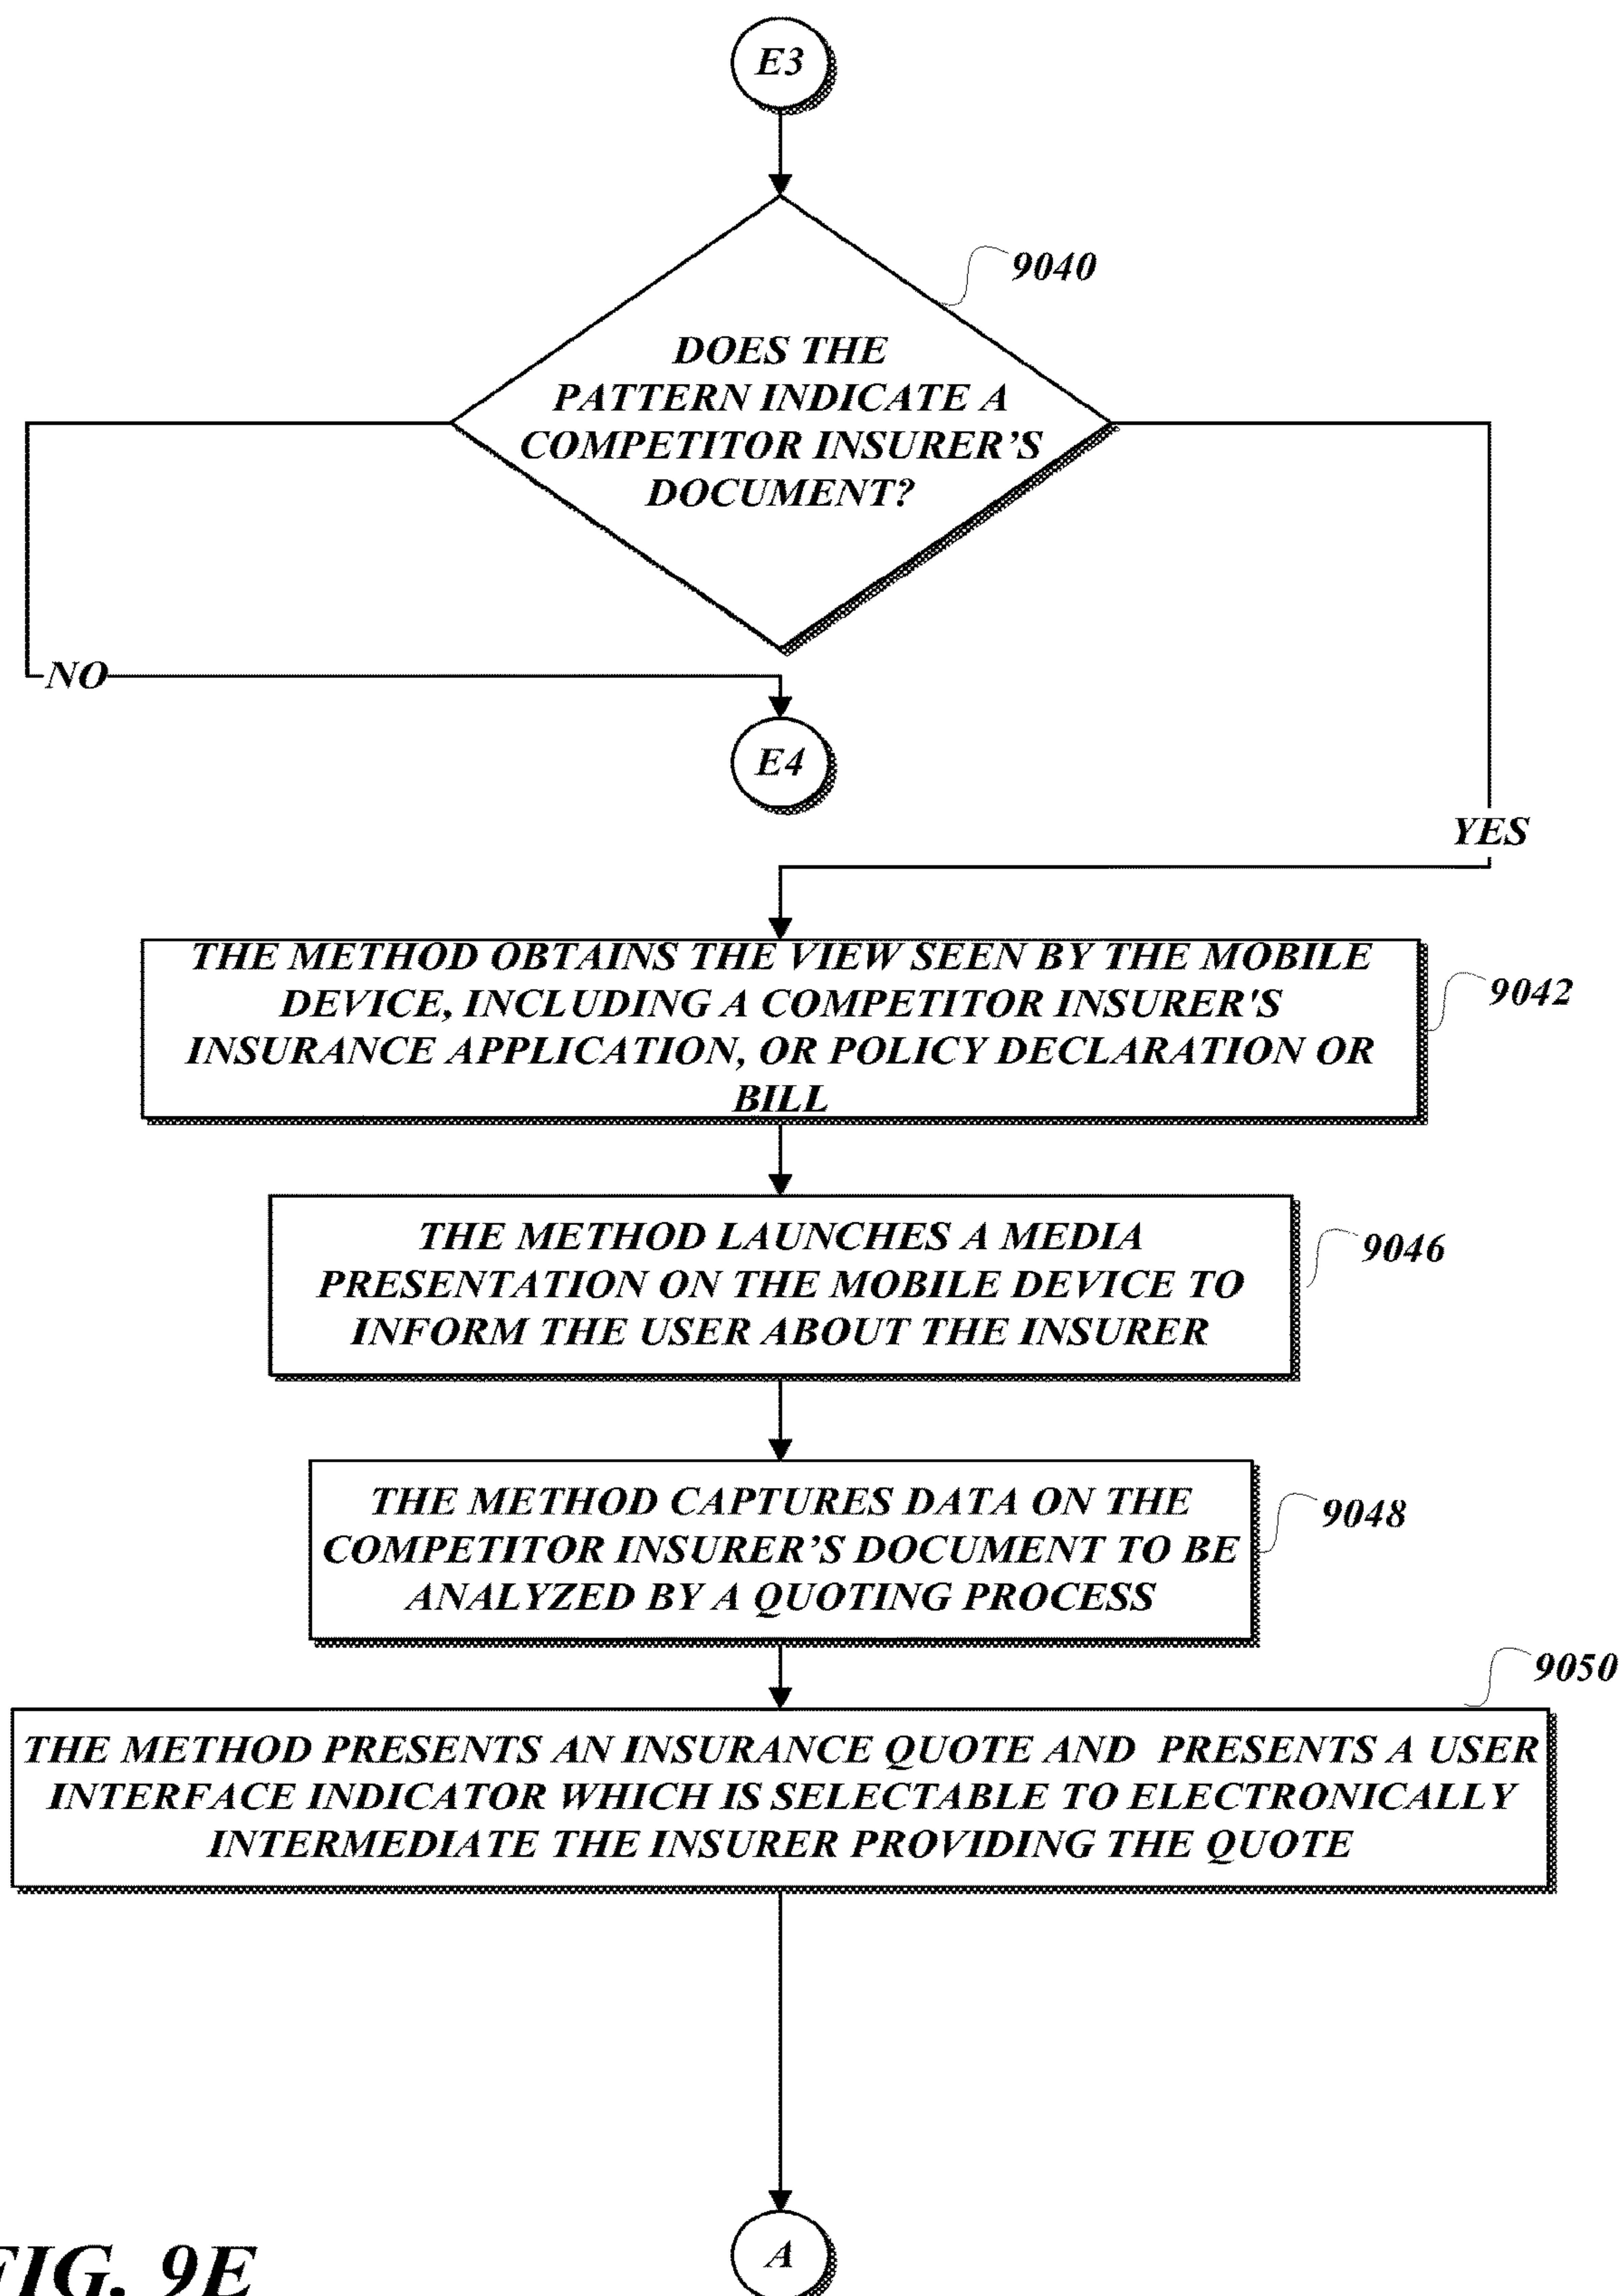 E3
9040
DOES THE
PATTERN INDICATE A
COMPETITOR INSURER’S
DOCUMENT?
NO
E4
YES
THE METHOD OBTAINS THE VIEW SEEN BY THE MOBILE
DEVICE, INCLUDING A COMPETITOR INSURER'S
INSURANCE APPLICATION, OR POLICY DECLARATION OR
BILL
9042
THE METHOD LAUNCHES A MEDIA
PRESENTATION ON THE MOBILE DEVICE TO
INFORM THE USER ABOUT THE INSURER
9046
THE METHOD CAPTURES DATA ON THE
COMPETITOR INSURER’S DOCUMENT TO BE
ANALYZED BY A QUOTING PROCESS
9048
9050
THE METHOD PRESENTS AN INSURANCE QUOTE AND PRESENTS A USER
INTERFACE INDICATOR WHICH IS SELECTABLE TO ELECTRONICALLY
INTERMEDIATE THE INSURER PROVIDING THE QUOTE
A
FIG. 9E